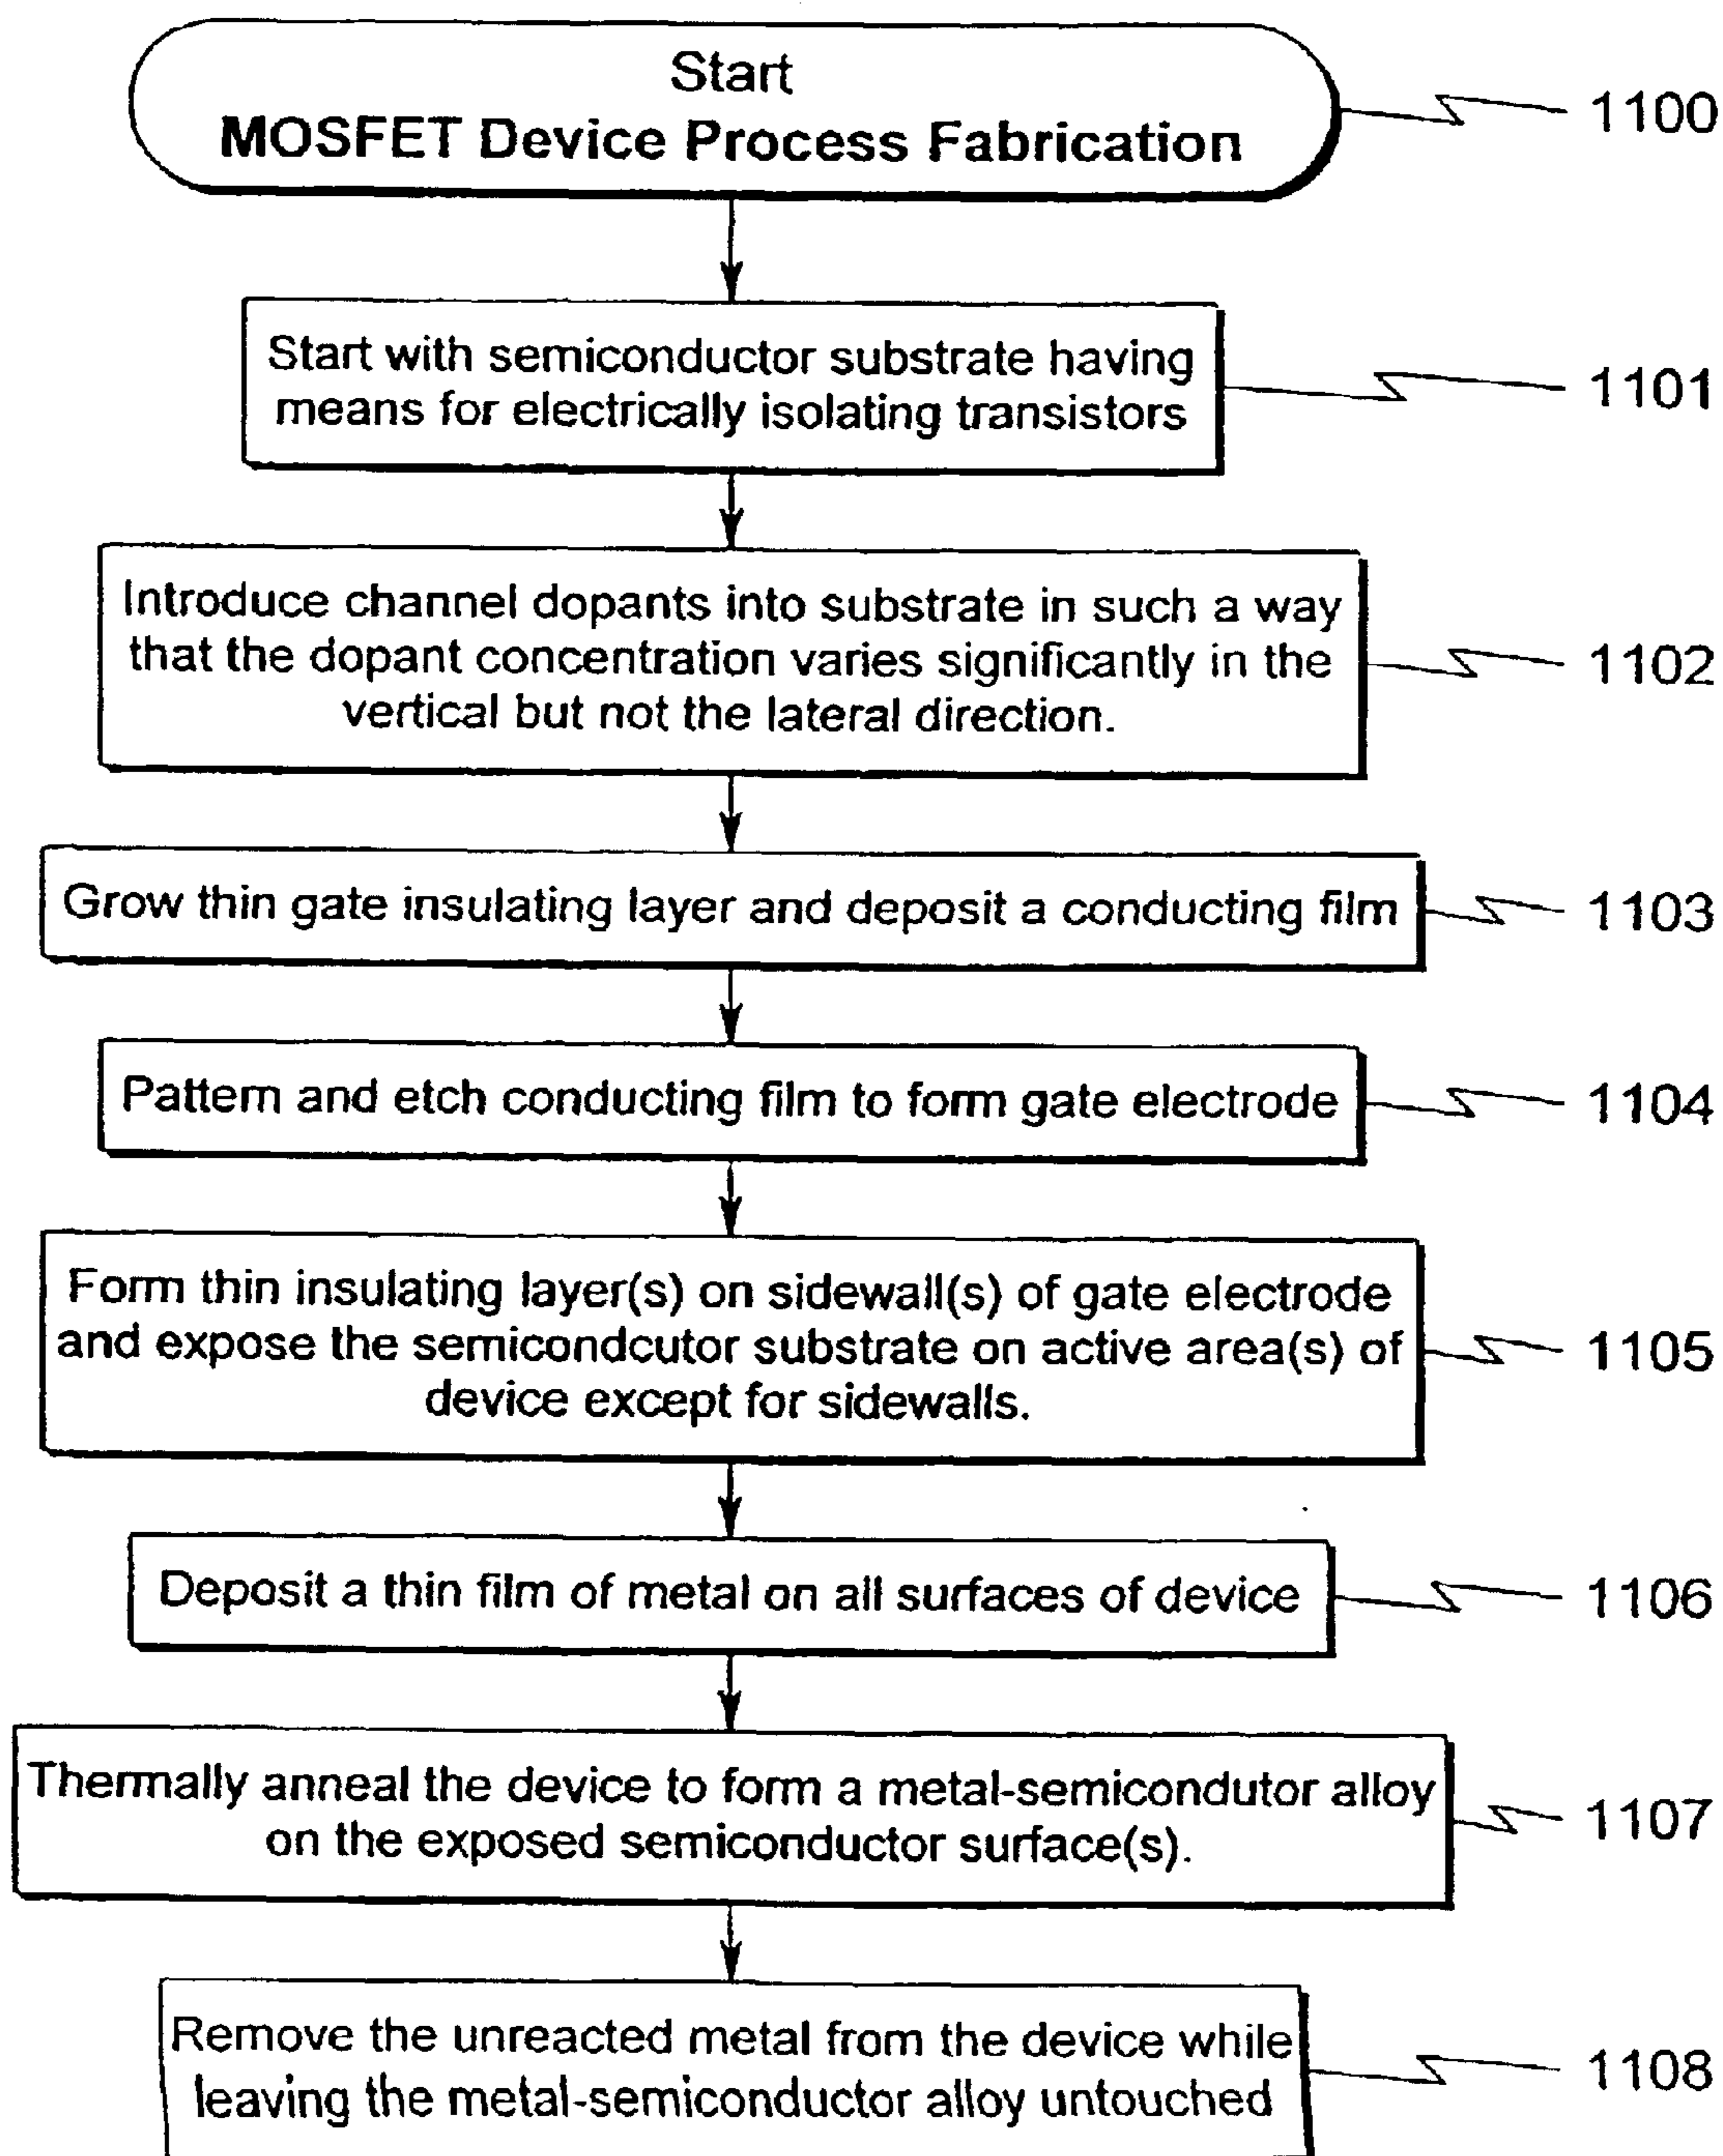 Start
MOSFET Device Process Fabrication
1100
Start with semiconductor substrate having
means for electrically isolating transistors
1101
Introduce channel dopants into substrate in such a way
that the dopant concentration varies significantly in the
vertical but not the lateral direction.
1102
Grow thin gate insulating layer and deposit a conducting film
1103
Pattern and etch conducting film to form gate electrode
1104
Form thin insulating layer(s) on sidewall(s) of gate electrode
and expose the semicondcutor substrate on active area(s) of
device except for sidewalls.
1105
Deposit a thin film of metal on all surfaces of device
1106
Thermally anneal the device to form a metal-semicondutor alloy
on the exposed semiconductor surface(s).
1107
Remove the unreacted metal from the device while
leaving the metal-semiconductor alloy untouched
1108